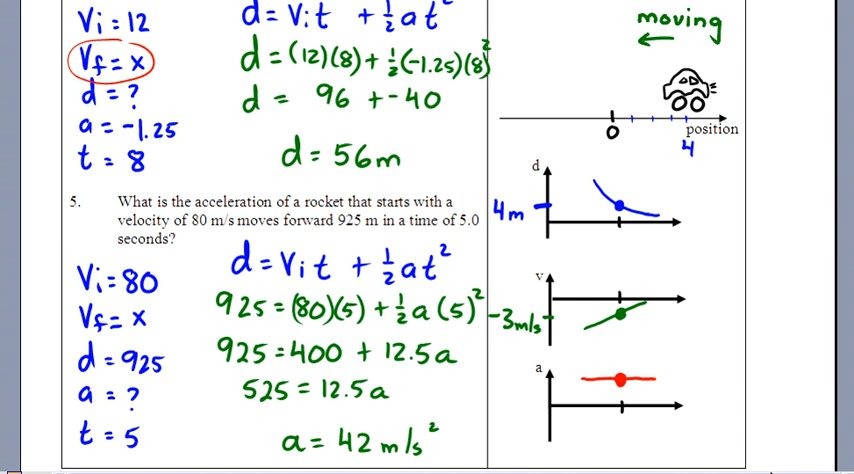 Vi = 12
Vf = x
d = ?
a = -1.25
t = 8
d = Vit + ½at²
d = (12)(8) + ½(-1.25)(8)²
d = 96 + -40
d = 56m
5. What is the acceleration of a rocket that starts with a
velocity of 80 m/s moves forward 925 m in a time of 5.0
seconds?
Vi = 80
Vf = x
d = 925
a = ?
t = 5
d = Vit + ½at²
925 = (80)(5) + ½a(5)²
925 = 400 + 12.5a
525 = 12.5a
a = 42 m/s²
moving
0
position
4
d
4m
v
-3m/s
a